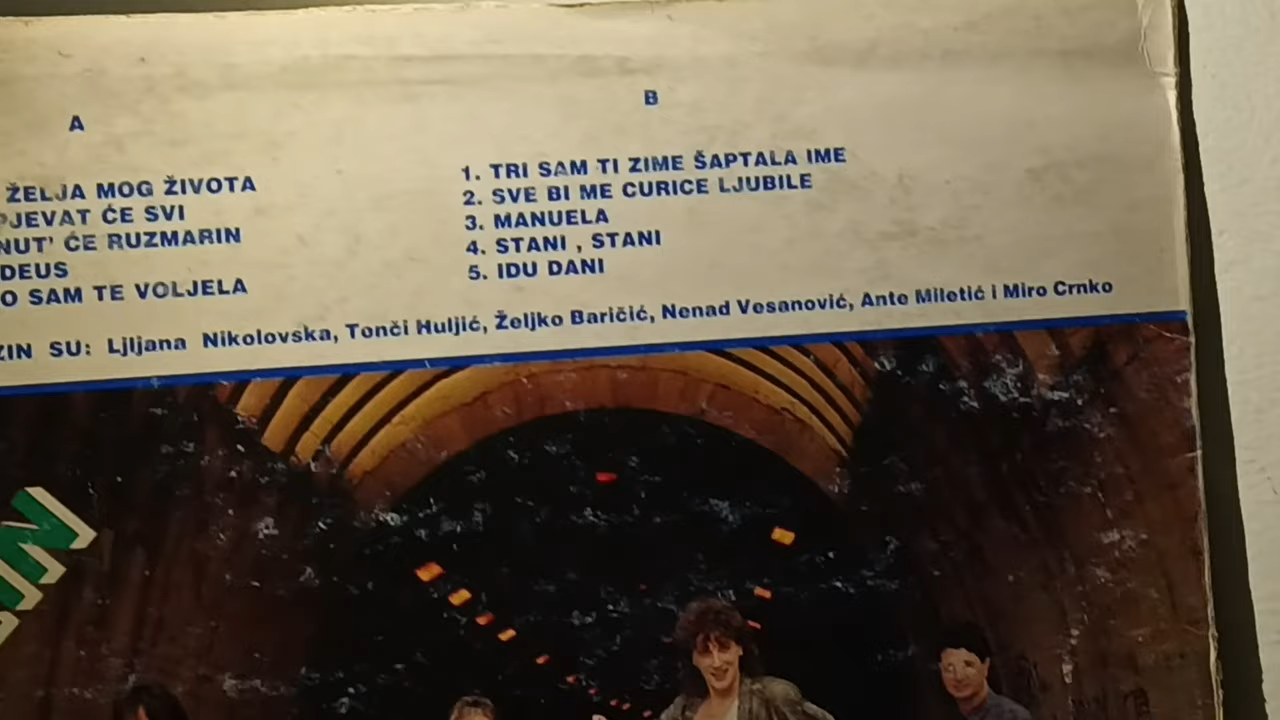 A
ŽELJA MOG ŽIVOTA
PJEVAT ĆE SVI
NUT' ĆE RUZMARIN
DEUS
O SAM TE VOLJELA
B
1. TRI SAM TI ZIME ŠAPTALA IME
2. SVE BI ME CURICE LJUBILE
3. MANUELA
4. STANI , STANI
5. IDU DANI
ZIN SU: Ljljana Nikolovska, Tonči Huljić, Željko Baričić, Nenad Vesanović, Ante Miletić i Miro Crnko
IN